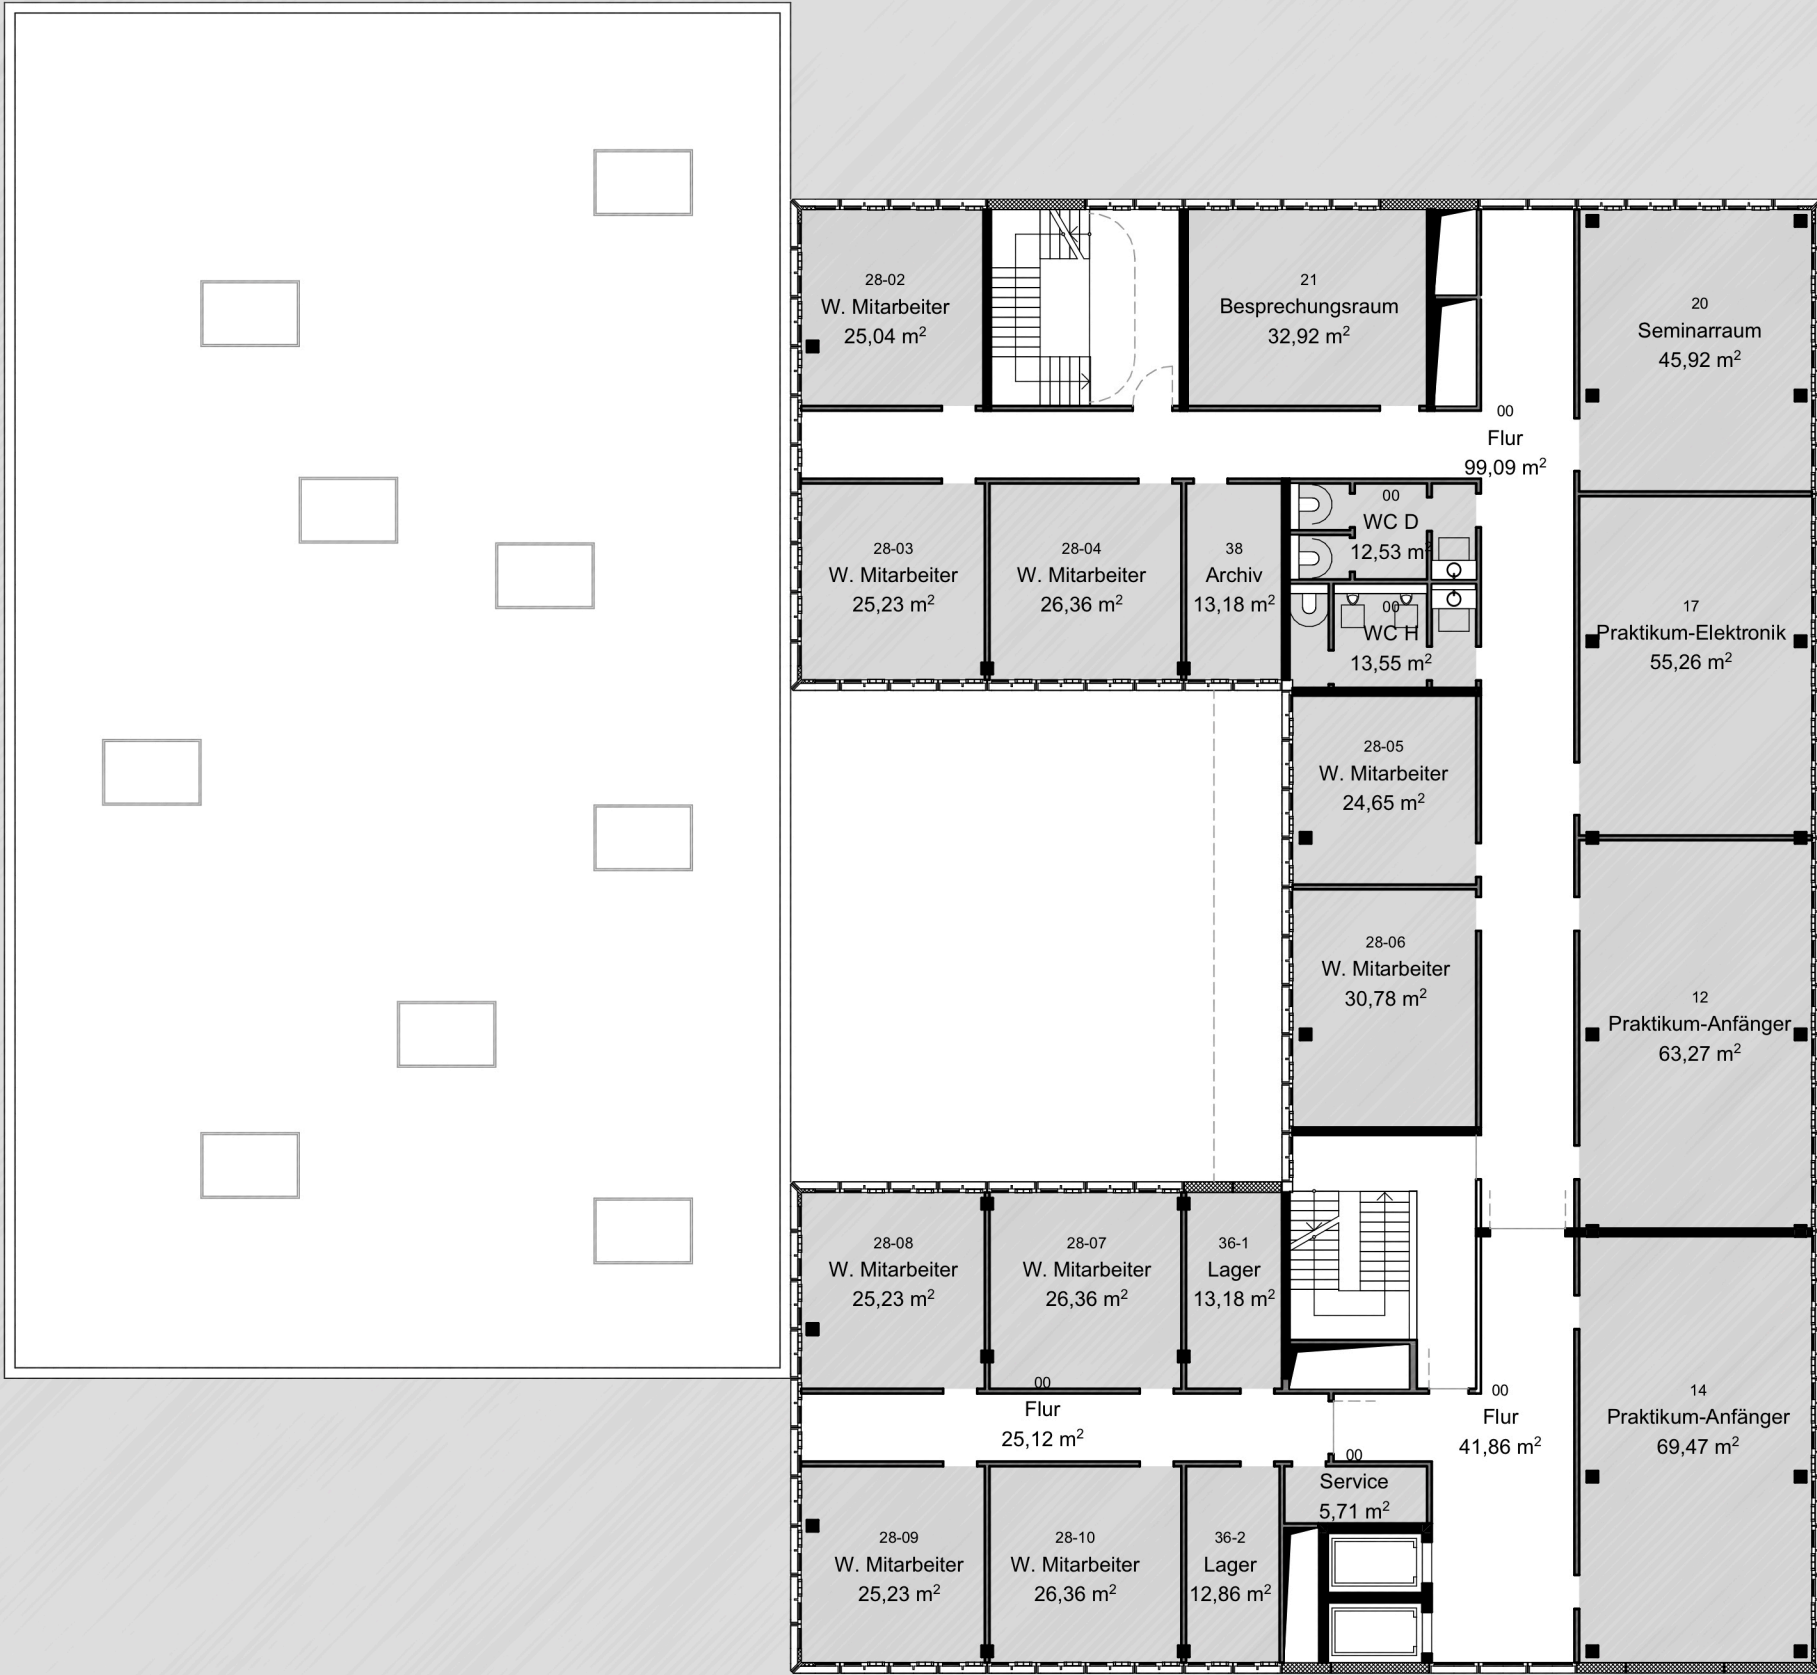 28-02
W. Mitarbeiter
25,04 m²
21
Besprechungsraum
32,92 m²
20
Seminarraum
45,92 m²
00
Flur
99,09 m²
28-03
W. Mitarbeiter
25,23 m²
28-04
W. Mitarbeiter
26,36 m²
38
Archiv
13,18 m²
00
WC D
12,53 m²
00
WC H
13,55 m²
17
Praktikum-Elektronik
55,26 m²
28-05
W. Mitarbeiter
24,65 m²
28-06
W. Mitarbeiter
30,78 m²
12
Praktikum-Anfänger
63,27 m²
28-08
W. Mitarbeiter
25,23 m²
28-07
W. Mitarbeiter
26,36 m²
36-1
Lager
13,18 m²
00
Flur
25,12 m²
00
Flur
41,86 m²
14
Praktikum-Anfänger
69,47 m²
00
Service
5,71 m²
28-09
W. Mitarbeiter
25,23 m²
28-10
W. Mitarbeiter
26,36 m²
36-2
Lager
12,86 m²